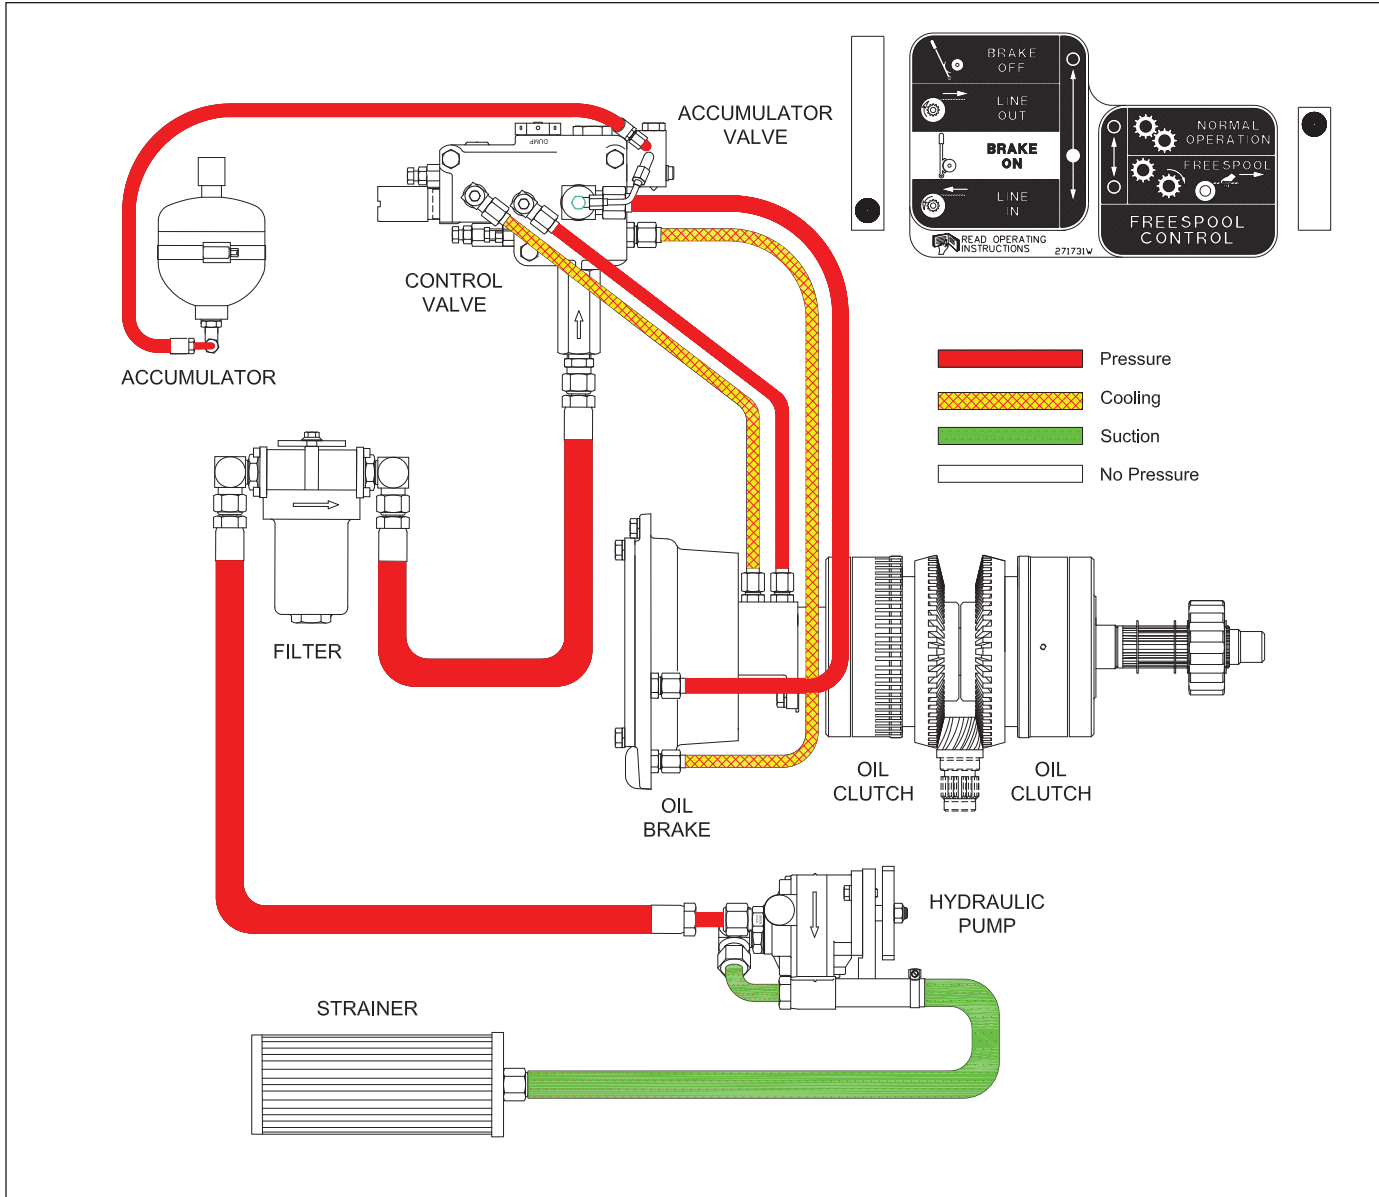 BRAKE
OFF
LINE
OUT
BRAKE
ON
LINE
IN
READ OPERATING
INSTRUCTIONS
271731W
NORMAL
OPERATION
FREESPOOL
FREESPOOL
CONTROL
ACCUMULATOR
VALVE
DUMP
CONTROL
VALVE
ACCUMULATOR
Pressure
Cooling
Suction
No Pressure
FILTER
OIL
CLUTCH
OIL
CLUTCH
OIL
BRAKE
HYDRAULIC
PUMP
STRAINER